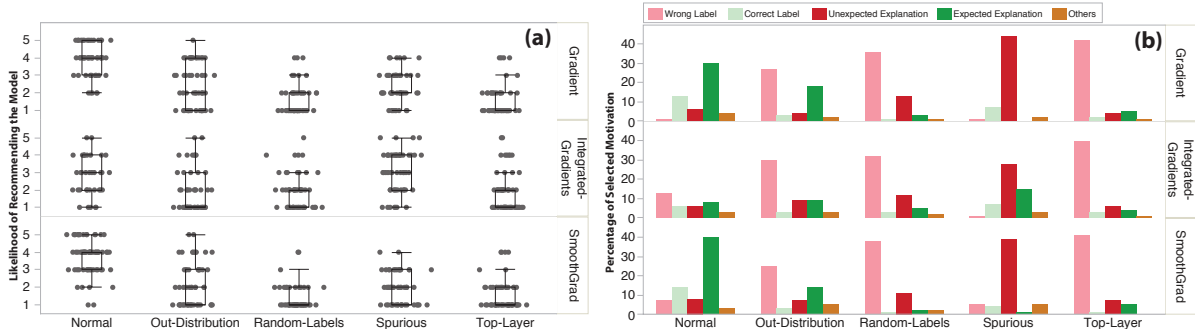 Likelihood of Recommending the Model
(a)
5
4
3
2
1
Gradient
5
4
3
2
1
Integrated-
Gradients
5
4
3
2
1
SmoothGrad
Normal Out-Distribution Random-Labels Spurious Top-Layer
Wrong Label Correct Label Unexpected Explanation Expected Explanation Others
Percentage of Selected Motivation
(b)
40
30
20
10
0
Gradient
40
30
20
10
0
Integrated-
Gradients
40
30
20
10
0
SmoothGrad
Normal Out-Distribution Random-Labels Spurious Top-Layer